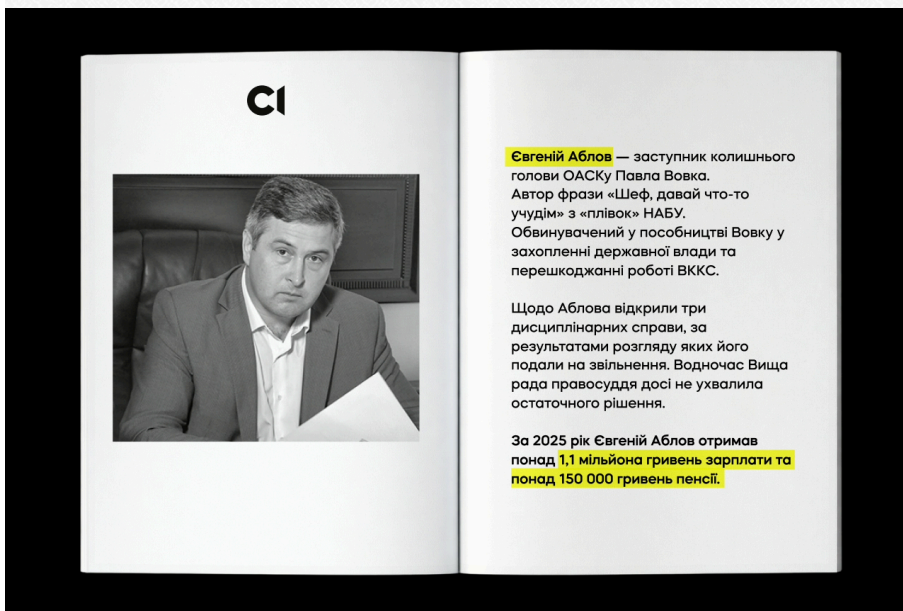 CI
Євгеній Аблов — заступник колишнього
голови ОАСКу Павла Вовка.
Автор фрази «Шеф, давай что-то
учудім» з «плівок» НАБУ.
Обвинувачений у пособництві Вовку у
захопленні державної влади та
перешкоджанні роботі ВККС.
Щодо Аблова відкрили три
дисциплінарних справи, за
результатами розгляду яких його
подали на звільнення. Водночас Вища
рада правосуддя досі не ухвалила
остаточного рішення.
За 2025 рік Євгеній Аблов отримав
понад 1,1 мільйона гривень зарплати та
понад 150 000 гривень пенсії.